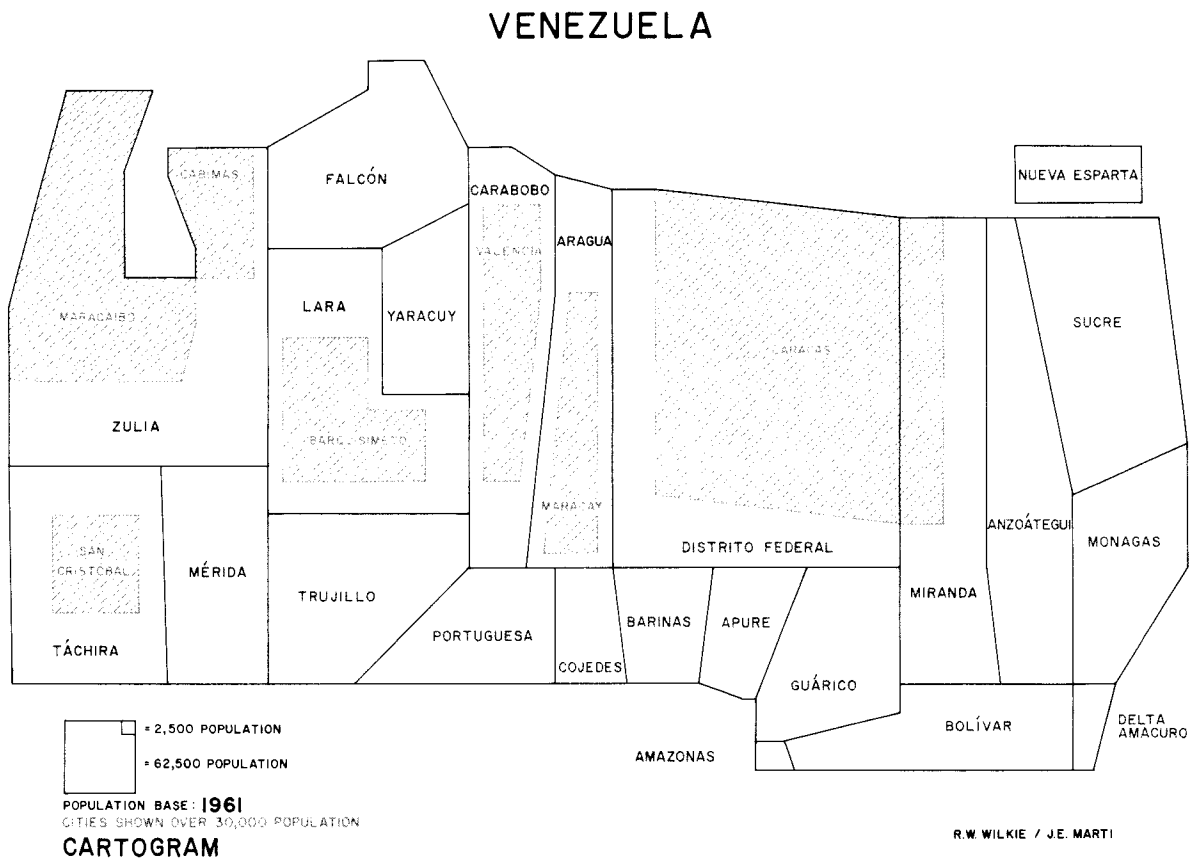 VENEZUELA
CABIMAS
FALCÓN
CARABOBO
NUEVA ESPARTA
VALENCIA
ARAGUA
MARACAIBO
LARA
YARACUY
SUCRE
CARACAS
ZULIA
BARQUISIMETO
MARACAY
ANZOÁTEGUI
SAN
CRISTOBAL
MÉRIDA
DISTRITO FEDERAL
MONAGAS
TRUJILLO
MIRANDA
TÁCHIRA
PORTUGUESA
BARINAS
APURE
COJEDES
GUÁRICO
= 2,500 POPULATION
BOLÍVAR
DELTA
AMACURO
= 62,500 POPULATION
AMAZONAS
POPULATION BASE: 1961
CITIES SHOWN OVER 30,000 POPULATION
CARTOGRAM
R.W. WILKIE / J.E. MARTI